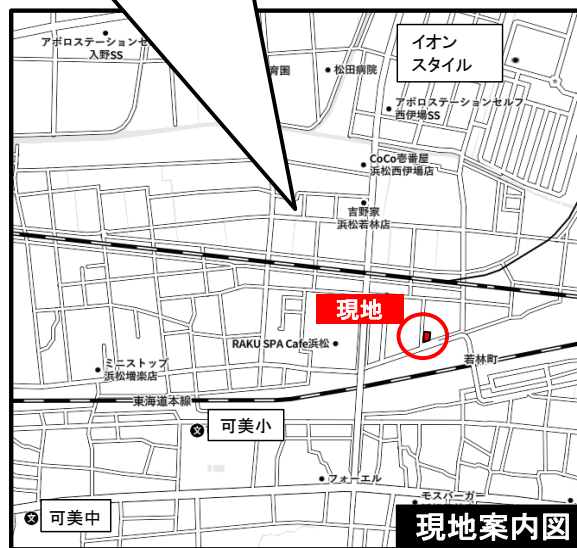 アポロステーションセ
入野SS
育園
松田病院
イオン
スタイル
アポロステーションセルフ
西伊場SS
CoCo壱番屋
浜松西伊場店
吉野家
浜松若林店
現地
RAKU SPA Cafe浜松
若林町
ミニストップ
浜松増楽店
東海道本線
文
可美小
フォーエル
モスバーガー
文
可美中
現地案内図